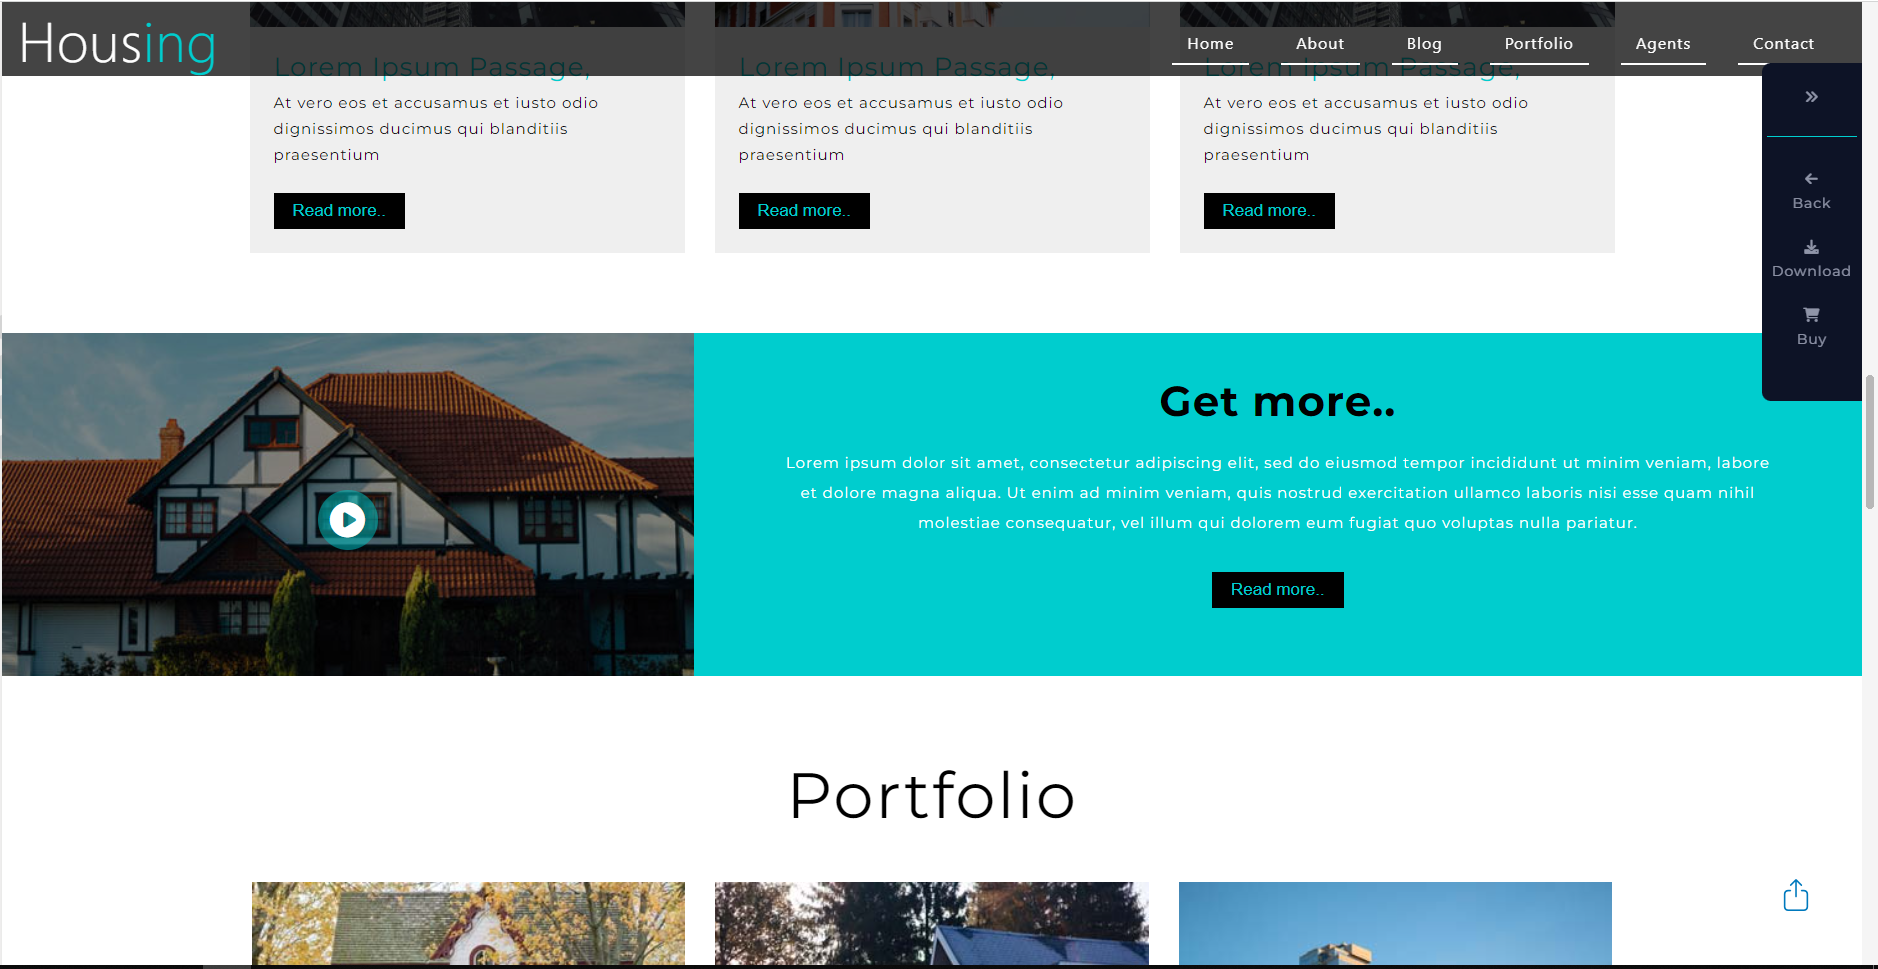 Housing
Home About Blog Portfolio Agents Contact
Lorem Ipsum Passage,
At vero eos et accusamus et iusto odio
dignissimos ducimus qui blanditiis
praesentium
Read more..
Lorem Ipsum Passage,
At vero eos et accusamus et iusto odio
dignissimos ducimus qui blanditiis
praesentium
Read more..
Lorem Ipsum Passage,
At vero eos et accusamus et iusto odio
dignissimos ducimus qui blanditiis
praesentium
Read more..
Back
Download
Buy
Get more..
Lorem ipsum dolor sit amet, consectetur adipiscing elit, sed do eiusmod tempor incididunt ut minim veniam, labore
et dolore magna aliqua. Ut enim ad minim veniam, quis nostrud exercitation ullamco laboris nisi esse quam nihil
molestiae consequatur, vel illum qui dolorem eum fugiat quo voluptas nulla pariatur.
Read more..
Portfolio